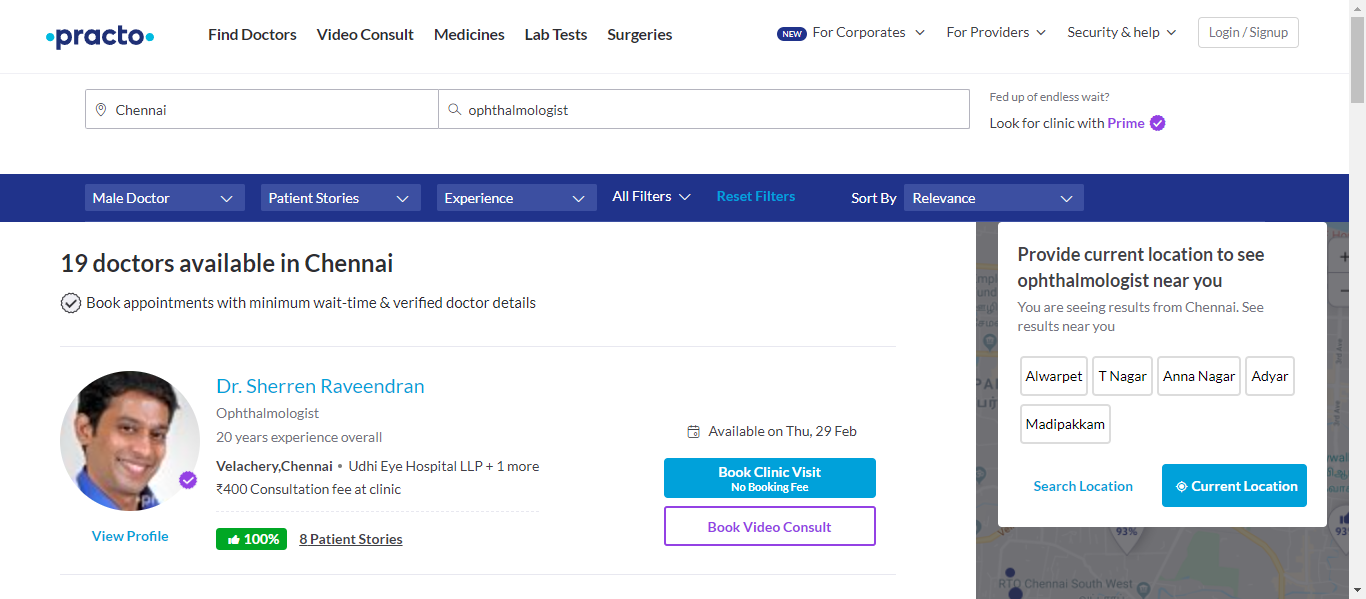 practo
Find Doctors Video Consult Medicines Lab Tests Surgeries
NEW For Corporates For Providers Security & help Login / Signup
Chennai ophthalmologist
Fed up of endless wait?
Look for clinic with Prime
Male Doctor Patient Stories Experience All Filters Reset Filters Sort By Relevance
19 doctors available in Chennai
Book appointments with minimum wait-time & verified doctor details
Dr. Sherren Raveendran
Ophthalmologist
20 years experience overall
Velachery,Chennai • Udhi Eye Hospital LLP + 1 more
₹400 Consultation fee at clinic
100% 8 Patient Stories
View Profile
Available on Thu, 29 Feb
Book Clinic Visit
No Booking Fee
Book Video Consult
Provide current location to see
ophthalmologist near you
You are seeing results from Chennai. See
results near you
Alwarpet T Nagar Anna Nagar Adyar
Madipakkam
Search Location Current Location
93%
RTO Chennai South West